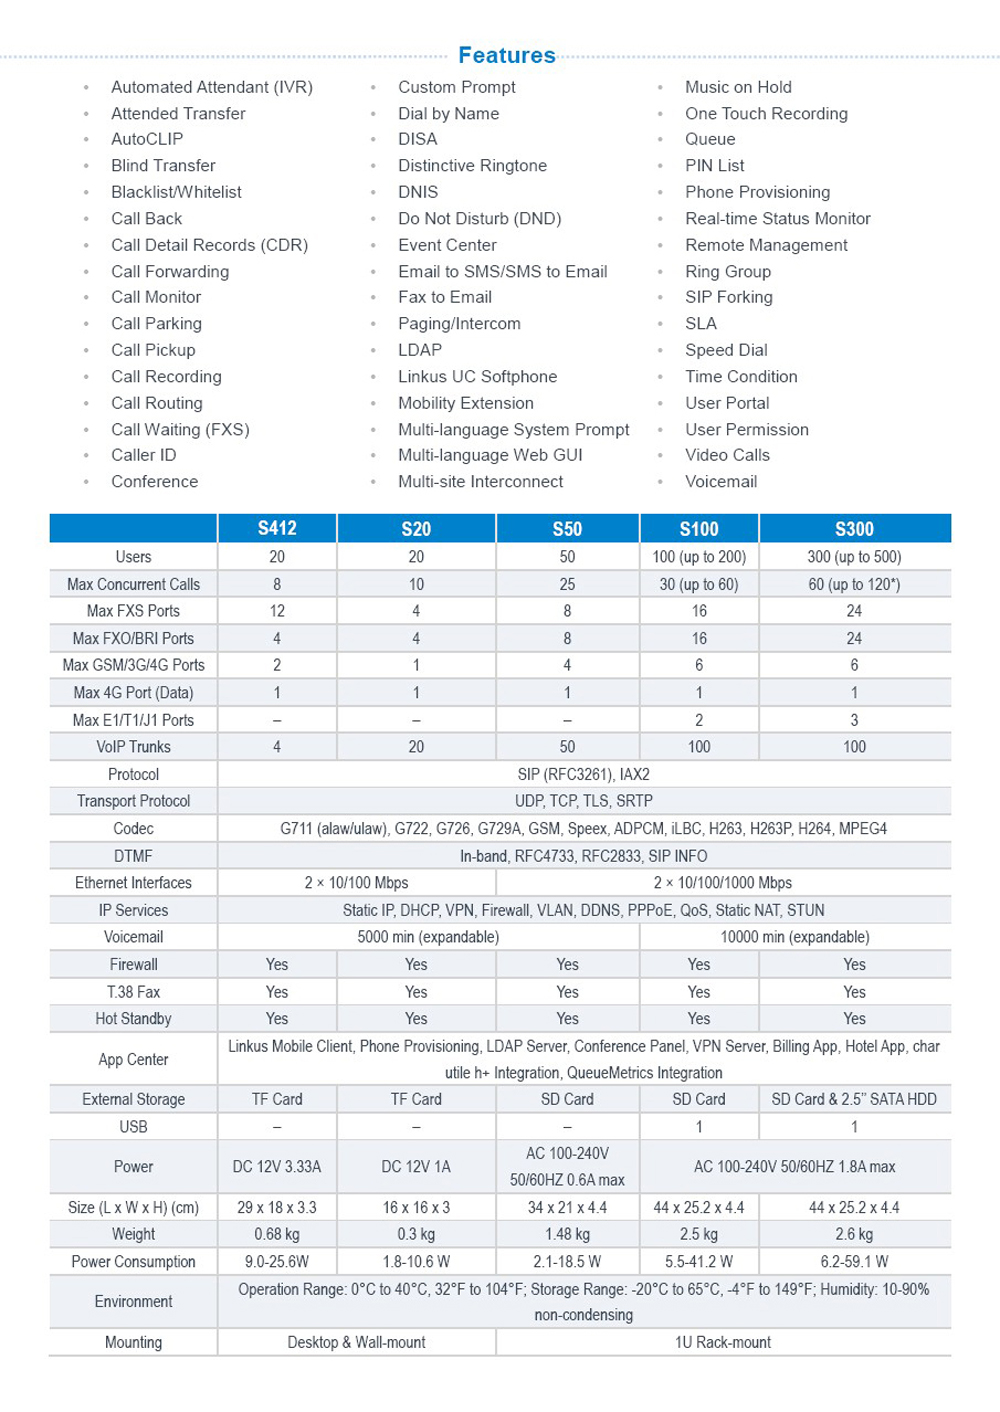 Features
• Automated Attendant (IVR)
• Attended Transfer
• AutoCLIP
• Blind Transfer
• Blacklist/Whitelist
• Call Back
• Call Detail Records (CDR)
• Call Forwarding
• Call Monitor
• Call Parking
• Call Pickup
• Call Recording
• Call Routing
• Call Waiting (FXS)
• Caller ID
• Conference
• Custom Prompt
• Dial by Name
• DISA
• Distinctive Ringtone
• DNIS
• Do Not Disturb (DND)
• Event Center
• Email to SMS/SMS to Email
• Fax to Email
• Paging/Intercom
• LDAP
• Linkus UC Softphone
• Mobility Extension
• Multi-language System Prompt
• Multi-language Web GUI
• Multi-site Interconnect
• Music on Hold
• One Touch Recording
• Queue
• PIN List
• Phone Provisioning
• Real-time Status Monitor
• Remote Management
• Ring Group
• SIP Forking
• SLA
• Speed Dial
• Time Condition
• User Portal
• User Permission
• Video Calls
• Voicemail
S412 S20 S50 S100 S300
Users 20 20 50 100 (up to 200) 300 (up to 500)
Max Concurrent Calls 8 10 25 30 (up to 60) 60 (up to 120*)
Max FXS Ports 12 4 8 16 24
Max FXO/BRI Ports 4 4 8 16 24
Max GSM/3G/4G Ports 2 1 4 6 6
Max 4G Port (Data) 1 1 1 1 1
Max E1/T1/J1 Ports – – – 2 3
VoIP Trunks 4 20 50 100 100
Protocol SIP (RFC3261), IAX2
Transport Protocol UDP, TCP, TLS, SRTP
Codec G711 (alaw/ulaw), G722, G726, G729A, GSM, Speex, ADPCM, iLBC, H263, H263P, H264, MPEG4
DTMF In-band, RFC4733, RFC2833, SIP INFO
Ethernet Interfaces 2 × 10/100 Mbps 2 × 10/100/1000 Mbps
IP Services Static IP, DHCP, VPN, Firewall, VLAN, DDNS, PPPoE, QoS, Static NAT, STUN
Voicemail 5000 min (expandable) 10000 min (expandable)
Firewall Yes Yes Yes Yes Yes
T.38 Fax Yes Yes Yes Yes Yes
Hot Standby Yes Yes Yes Yes Yes
App Center Linkus Mobile Client, Phone Provisioning, LDAP Server, Conference Panel, VPN Server, Billing App, Hotel App, char
utile h+ Integration, QueueMetrics Integration
External Storage TF Card TF Card SD Card SD Card SD Card & 2.5” SATA HDD
USB – – – 1 1
Power DC 12V 3.33A DC 12V 1A AC 100-240V
50/60HZ 0.6A max AC 100-240V 50/60HZ 1.8A max
Size (L x W x H) (cm) 29 x 18 x 3.3 16 x 16 x 3 34 x 21 x 4.4 44 x 25.2 x 4.4 44 x 25.2 x 4.4
Weight 0.68 kg 0.3 kg 1.48 kg 2.5 kg 2.6 kg
Power Consumption 9.0-25.6W 1.8-10.6 W 2.1-18.5 W 5.5-41.2 W 6.2-59.1 W
Environment Operation Range: 0°C to 40°C, 32°F to 104°F; Storage Range: -20°C to 65°C, -4°F to 149°F; Humidity: 10-90%
non-condensing
Mounting Desktop & Wall-mount 1U Rack-mount